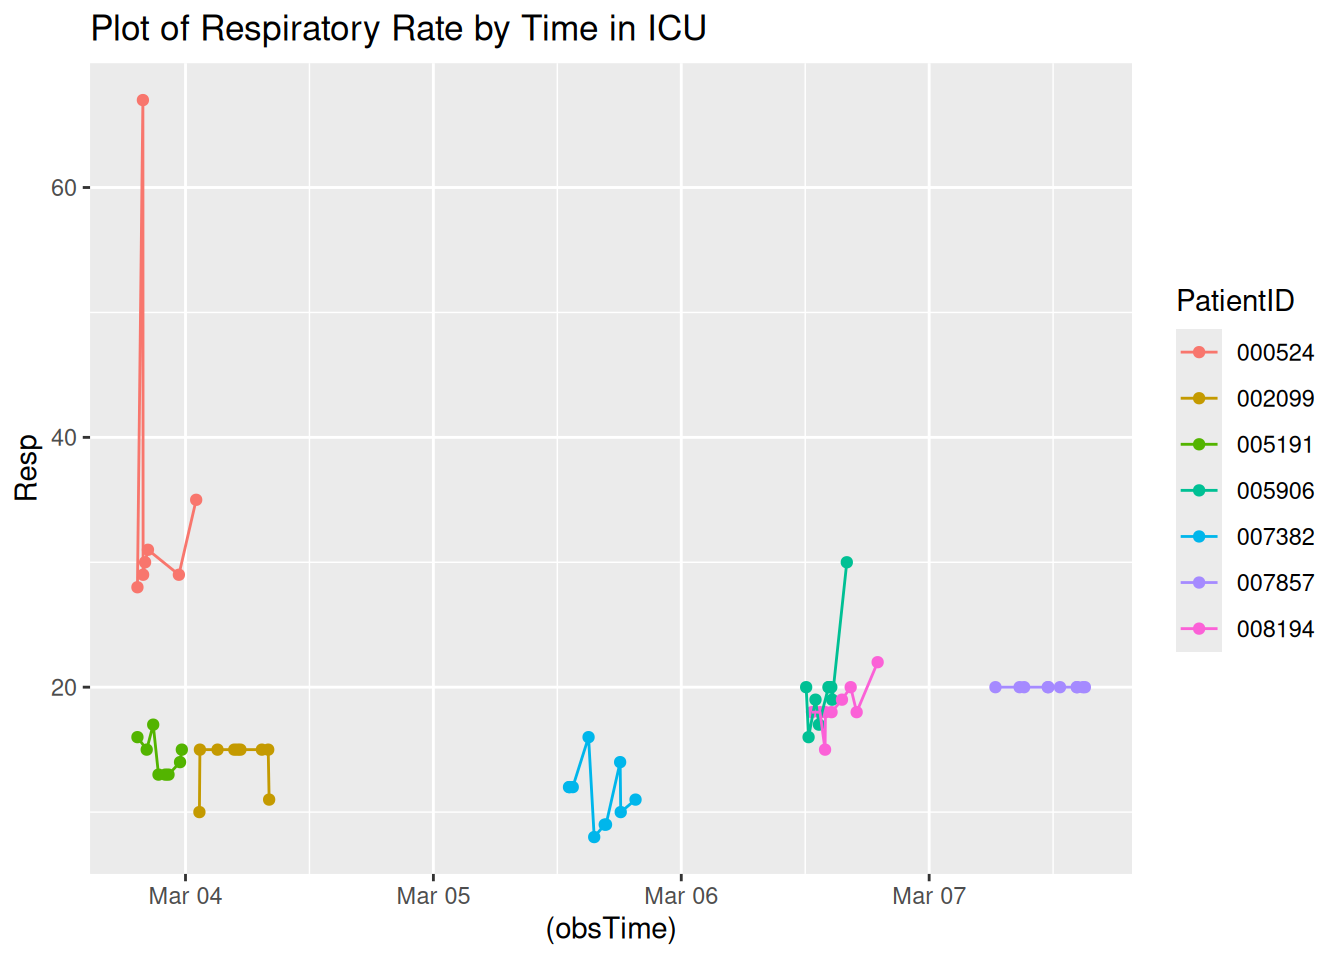 Plot of Respiratory Rate by Time in ICU
60
40
20
Resp
Mar 04
Mar 05
Mar 06
Mar 07
(obsTime)
PatientID
000524
002099
005191
005906
007382
007857
008194